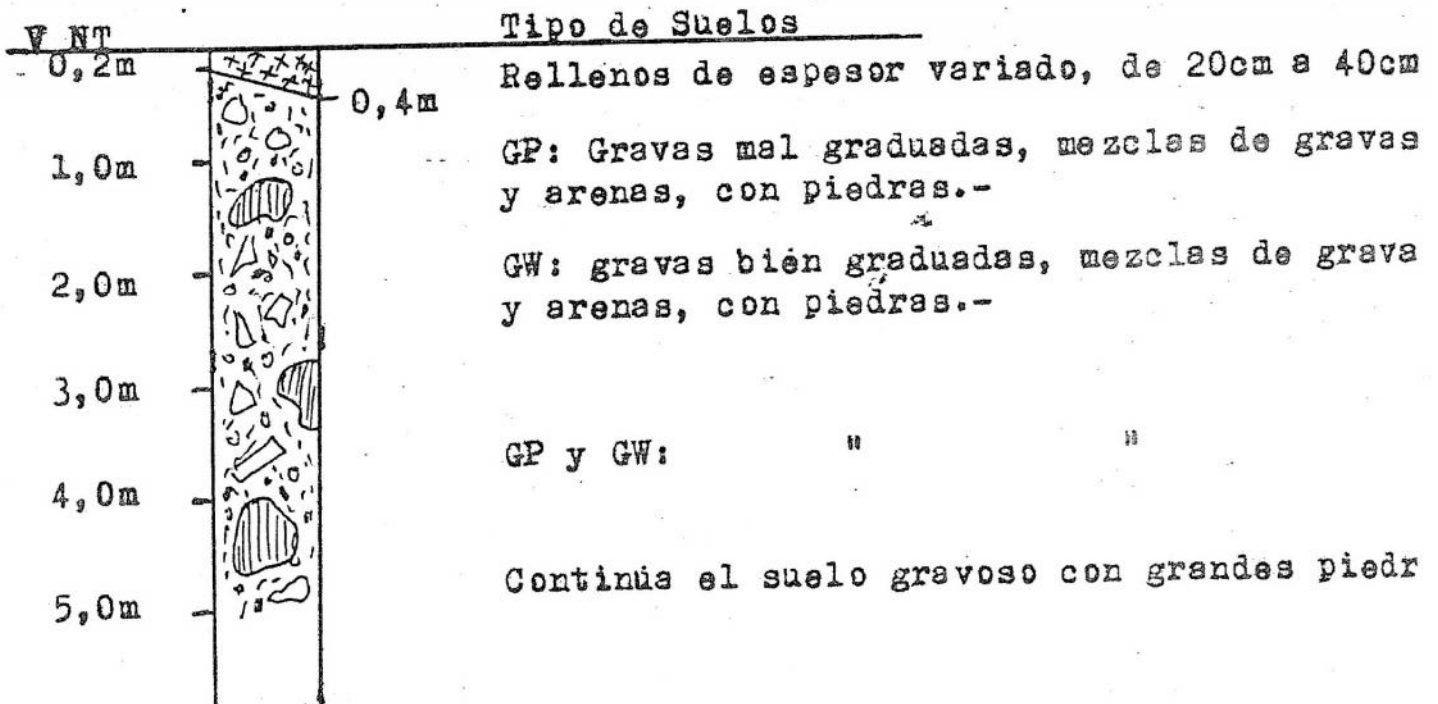 ∇ NT Tipo de Suelos
0,2m Rellenos de espesor variado, de 20cm a 40cm
0,4m
1,0m GP: Gravas mal graduadas, mezclas de gravas
y arenas, con piedras.-
2,0m GW: gravas bién graduadas, mezclas de grava
y arenas, con piedras.-
3,0m
GP y GW: " "
4,0m
Continúa el suelo gravoso con grandes piedr
5,0m